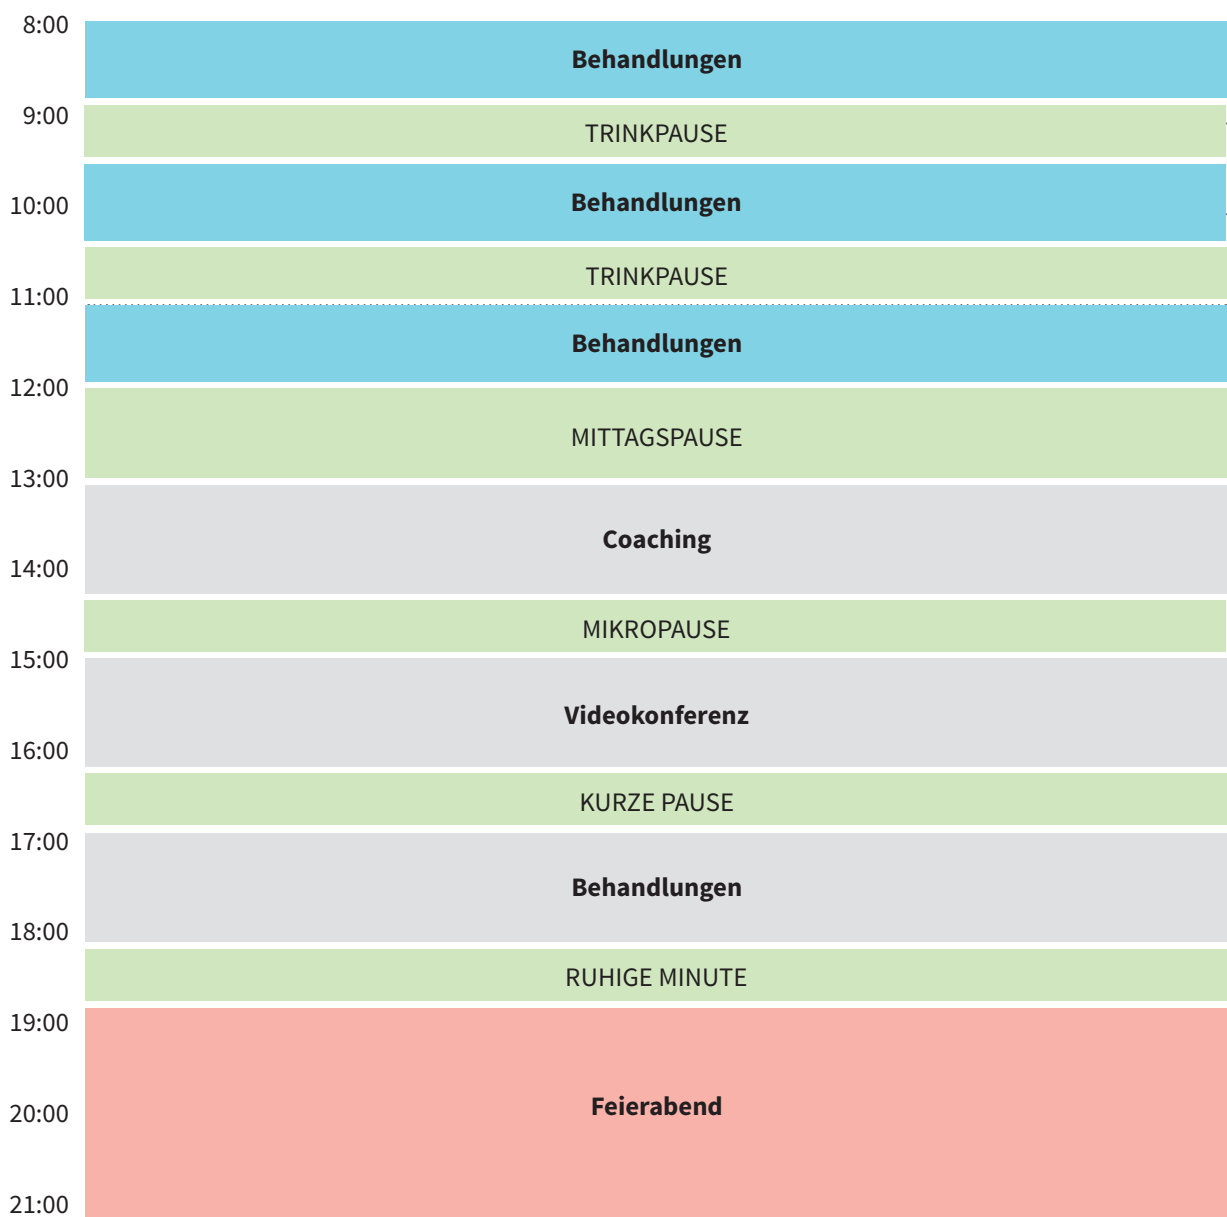 8:00
Behandlungen
9:00
TRINKPAUSE
10:00
Behandlungen
TRINKPAUSE
11:00
Behandlungen
12:00
MITTAGSPAUSE
13:00
Coaching
14:00
MIKROPAUSE
15:00
Videokonferenz
16:00
KURZE PAUSE
17:00
Behandlungen
18:00
RUHIGE MINUTE
19:00
Feierabend
20:00
21:00